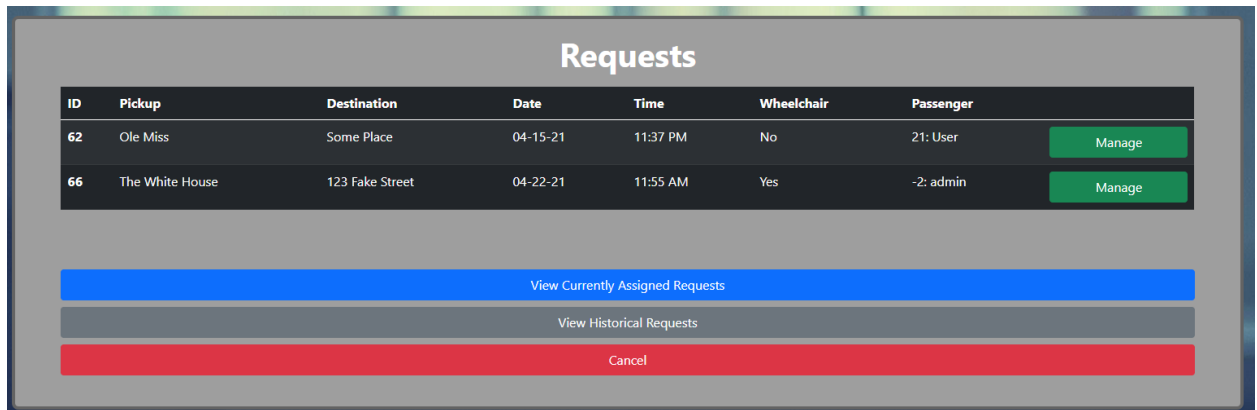 Requests
ID Pickup Destination Date Time Wheelchair Passenger
62 Ole Miss Some Place 04-15-21 11:37 PM No 21: User Manage
66 The White House 123 Fake Street 04-22-21 11:55 AM Yes -2: admin Manage
View Currently Assigned Requests
View Historical Requests
Cancel